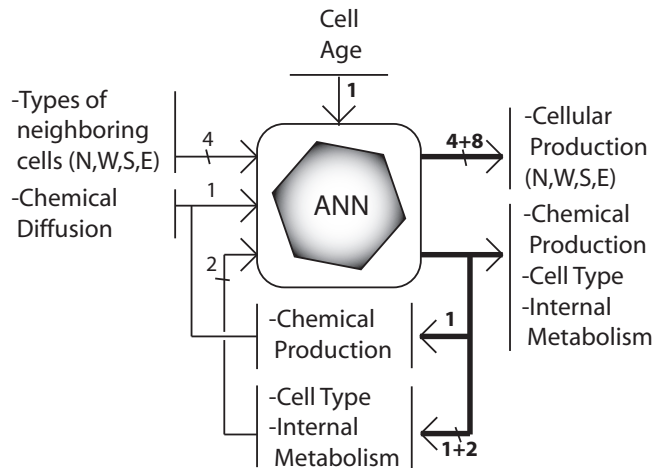 Cell
Age
1
-Types of
neighboring
cells (N,W,S,E)
4
-Chemical
Diffusion
1
2
ANN
4+8
-Cellular
Production
(N,W,S,E)
-Chemical
Production
-Cell Type
-Internal
Metabolism
-Chemical
Production
1
-Cell Type
-Internal
Metabolism
1+2